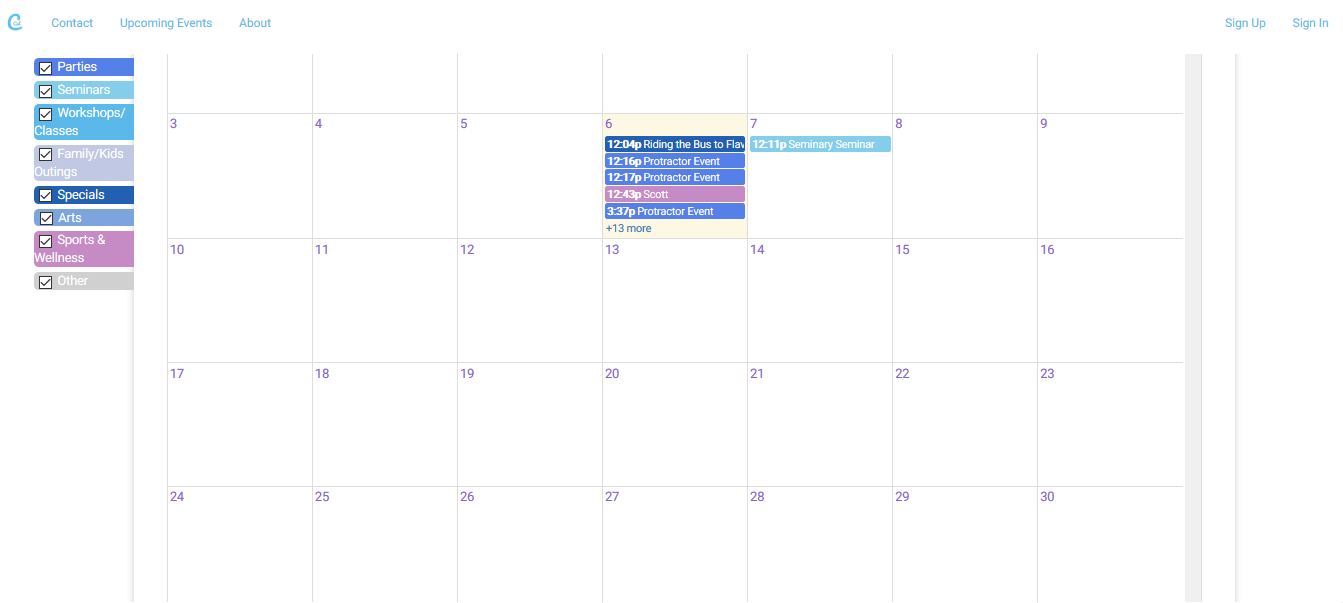 Contact Upcoming Events About Sign Up Sign In
Parties
Seminars
Workshops/
Classes
Family/Kids
Outings
Specials
Arts
Sports &
Wellness
Other
3 4 5 6 7 8 9
12:04p Riding the Bus to Flav
12:16p Protractor Event
12:17p Protractor Event
12:43p Scott
3:37p Protractor Event
+13 more
12:11p Seminary Seminar
10 11 12 13 14 15 16
17 18 19 20 21 22 23
24 25 26 27 28 29 30